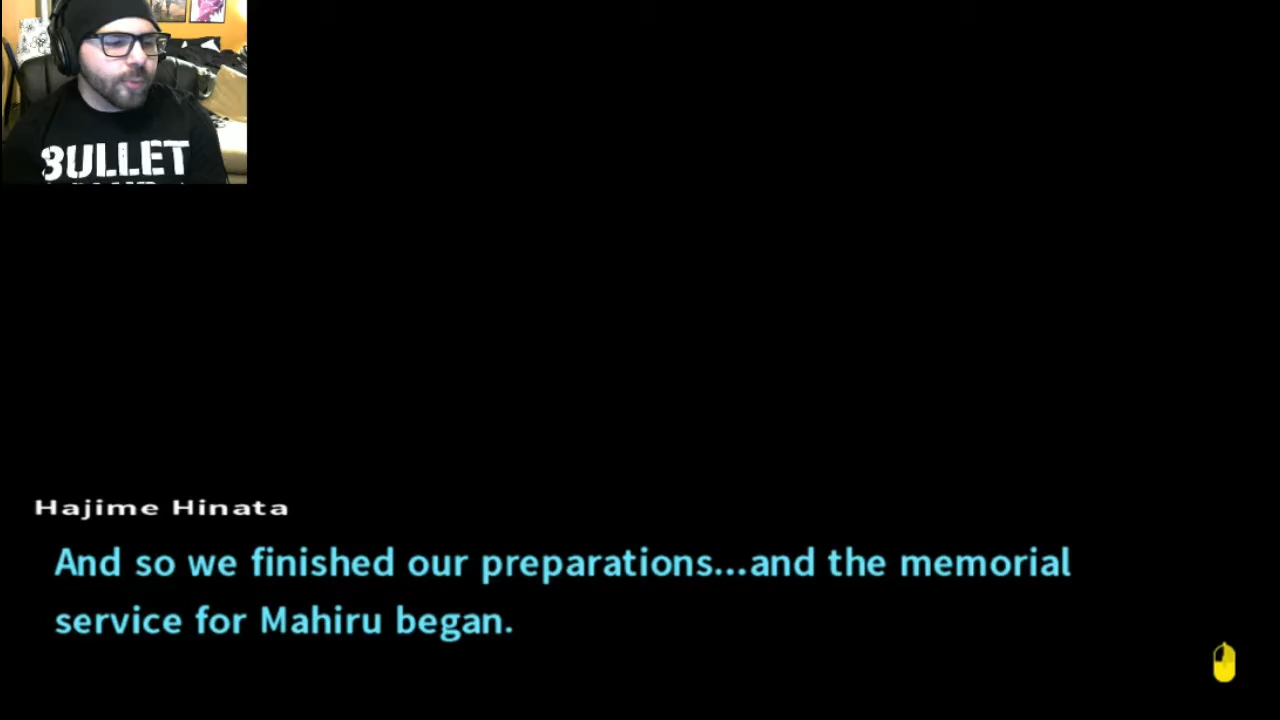 BULLET
Hajime Hinata
And so we finished our preparations...and the memorial
service for Mahiru began.